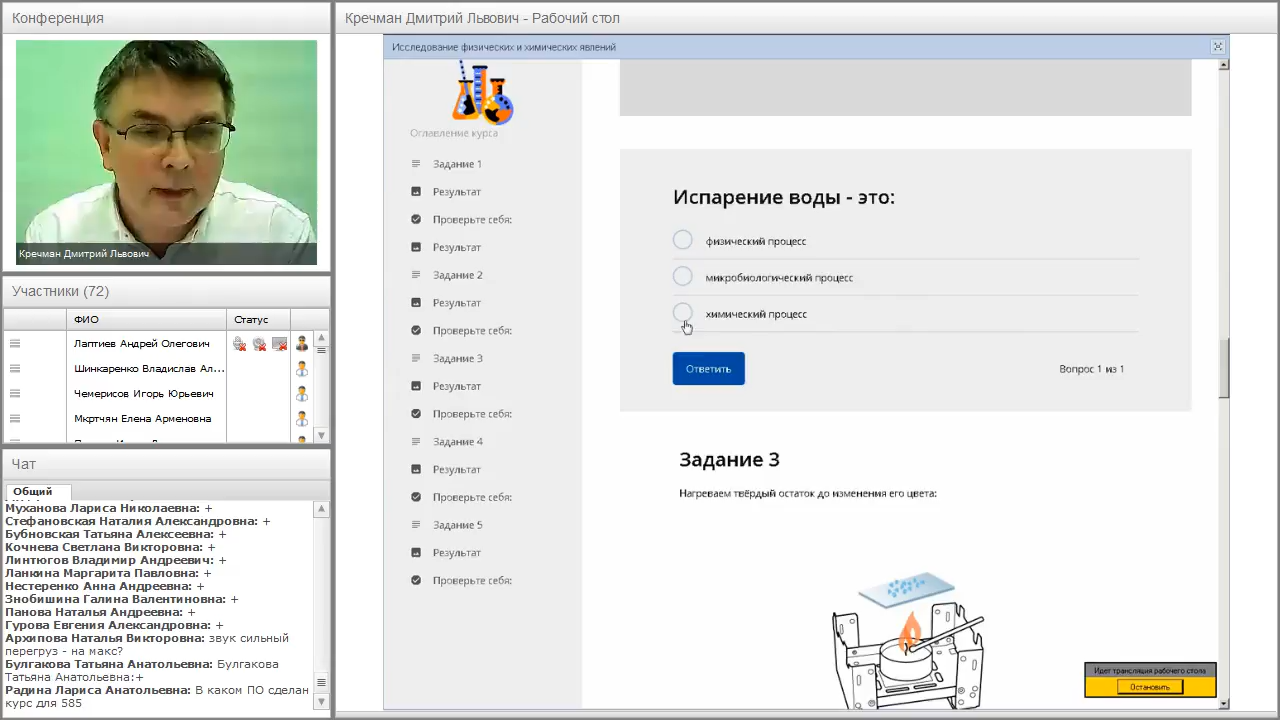 Конференция
Кречман Дмитрий Львович
Участники (72)
ФИО
Статус
Лаптиев Андрей Олегович
Шинкаренко Владислав Ал...
Чемерисов Игорь Юрьевич
Мкртчян Елена Арменовна
Чат
Общий
Муханова Лариса Николаевна: +
Стефановская Наталия Александровна: +
Бубновская Татьяна Алексеевна: +
Кочнева Светлана Викторовна: +
Линтюгов Владимир Андреевич: +
Ланкина Маргарита Павловна: +
Нестеренко Анна Андреевна: +
Знобишина Галина Валентиновна: +
Панова Наталья Андреевна: +
Гурова Евгения Александровна: +
Архипова Наталья Викторовна: звук сильный
перегруз - на макс?
Булгакова Татьяна Анатольевна: Булгакова
Татьяна Анатольевна:+
Радина Лариса Анатольевна: В каком ПО сделан
курс для 585
Кречман Дмитрий Львович - Рабочий стол
Исследование физических и химических явлений
Оглавление курса
Задание 1
Результат
Проверьте себя:
Результат
Задание 2
Результат
Проверьте себя:
Задание 3
Результат
Проверьте себя:
Задание 4
Результат
Проверьте себя:
Задание 5
Результат
Проверьте себя:
Испарение воды - это:
физический процесс
микробиологический процесс
химический процесс
Ответить
Вопрос 1 из 1
Задание 3
Нагреваем твёрдый остаток до изменения его цвета:
Идет трансляция рабочего стола
Остановить